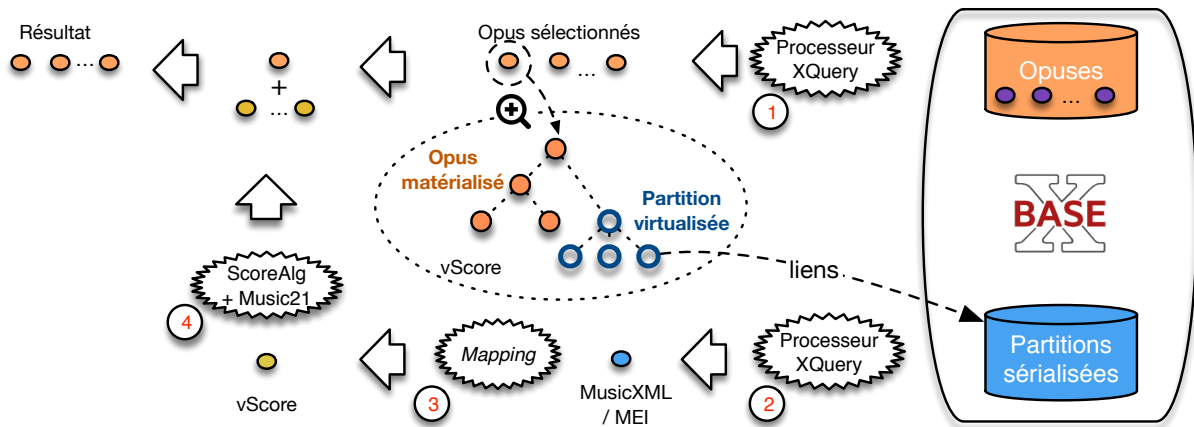 Résultat
...
+
...
Opus sélectionnés
...
Processeur
XQuery
1
Opuses
...
Opus
matérialisé
Partition
virtualisée
vScore
X
BASE
liens
ScoreAlg
+ Music21
4
vScore
Mapping
3
MusicXML
/ MEI
Processeur
XQuery
2
Partitions
sérialisées